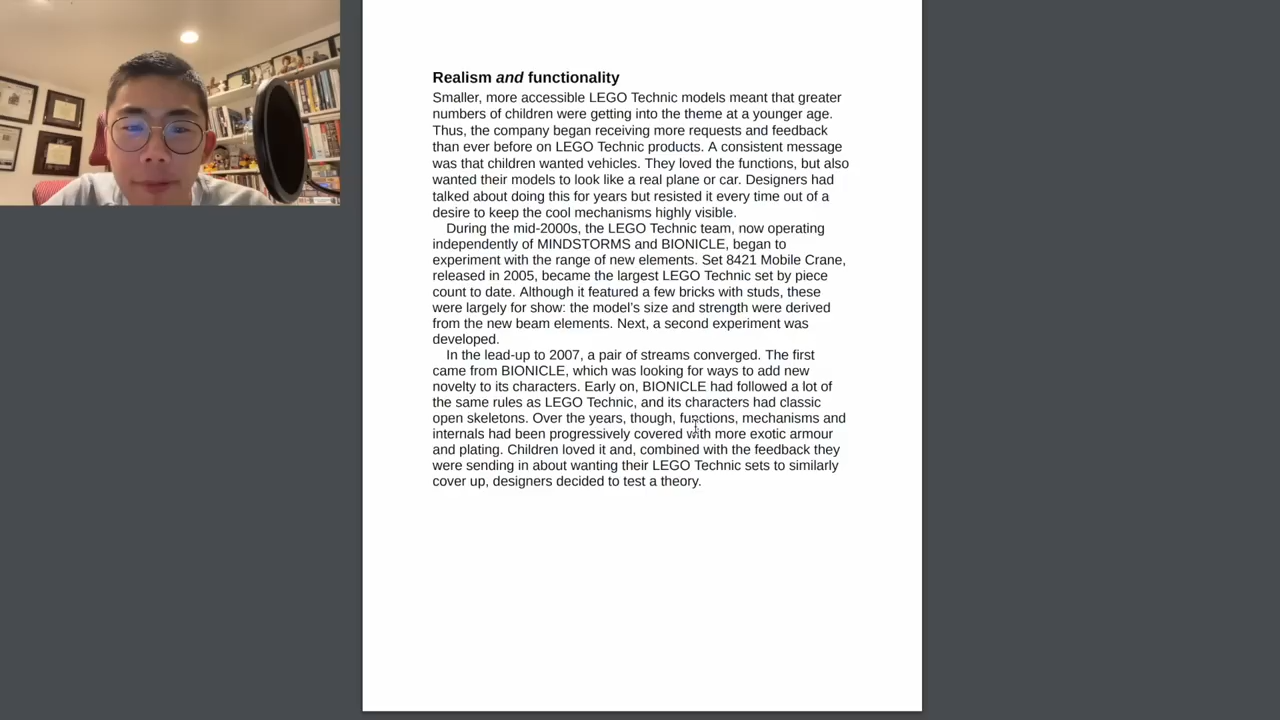 Realism and functionality
Smaller, more accessible LEGO Technic models meant that greater
numbers of children were getting into the theme at a younger age.
Thus, the company began receiving more requests and feedback
than ever before on LEGO Technic products. A consistent message
was that children wanted vehicles. They loved the functions, but also
wanted their models to look like a real plane or car. Designers had
talked about doing this for years but resisted it every time out of a
desire to keep the cool mechanisms highly visible.
During the mid-2000s, the LEGO Technic team, now operating
independently of MINDSTORMS and BIONICLE, began to
experiment with the range of new elements. Set 8421 Mobile Crane,
released in 2005, became the largest LEGO Technic set by piece
count to date. Although it featured a few bricks with studs, these
were largely for show: the model’s size and strength were derived
from the new beam elements. Next, a second experiment was
developed.
In the lead-up to 2007, a pair of streams converged. The first
came from BIONICLE, which was looking for ways to add new
novelty to its characters. Early on, BIONICLE had followed a lot of
the same rules as LEGO Technic, and its characters had classic
open skeletons. Over the years, though, functions, mechanisms and
internals had been progressively covered with more exotic armour
and plating. Children loved it and, combined with the feedback they
were sending in about wanting their LEGO Technic sets to similarly
cover up, designers decided to test a theory.